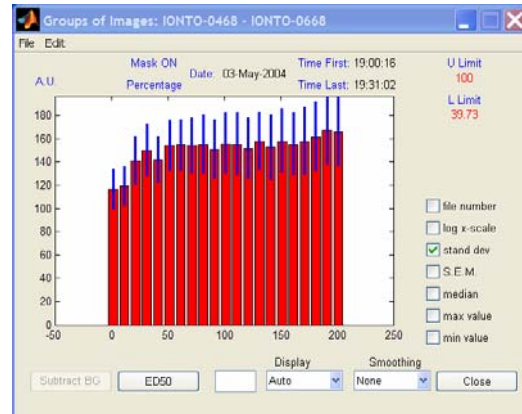 Groups of Images: IONTO-0468 - IONTO-0668
File Edit
A.U.
Mask ON
Percentage
Date: 03-May-2004
Time First: 19:00:16
Time Last: 19:31:02
U Limit
100
L Limit
39.73
180
160
140
120
100
80
60
40
20
0
-50 0 50 100 150 200 250
file number
log x-scale
stand dev
S.E.M.
median
max value
min value
Display
Smoothing
Subtract BG
ED50
Auto
None
Close